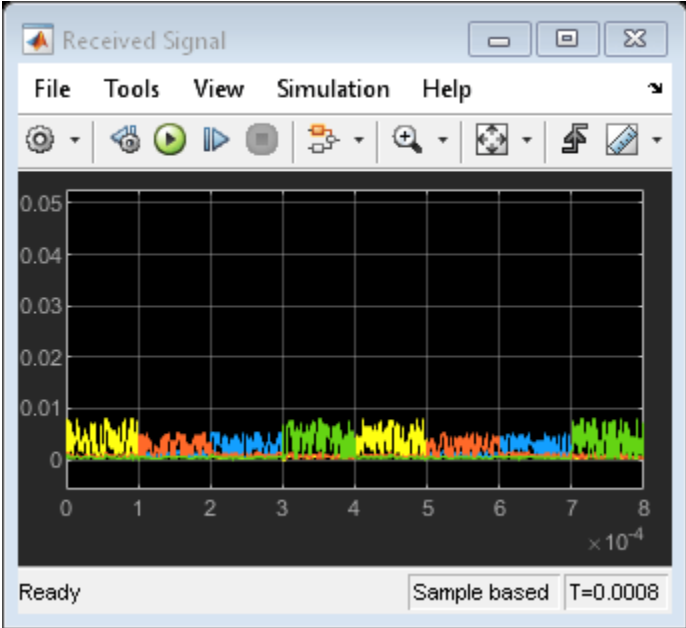 Received Signal
File Tools View Simulation Help
0.05
0.04
0.03
0.02
0.01
0
0 1 2 3 4 5 6 7 8
×10-4
Ready Sample based T=0.0008